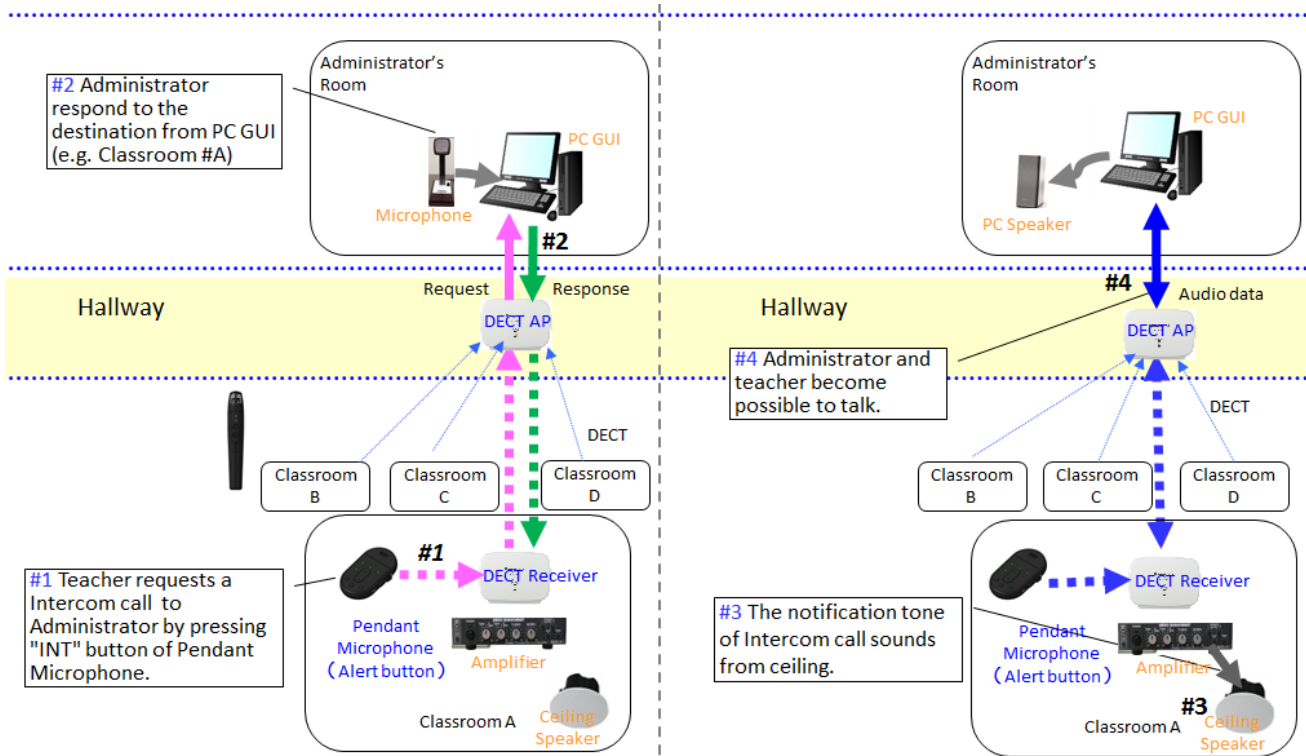 Administrator's
Room
#2 Administrator
respond to the
destination from PC GUI
(e.g. Classroom #A)
PC GUI
Microphone
#2
Request
Response
Hallway
DECT AP
DECT
Classroom
B
Classroom
C
Classroom
D
#1
DECT Receiver
#1 Teacher requests a
Intercom call to
Administrator by pressing
"INT" button of Pendant
Microphone.
Pendant
Microphone
(Alert button)
Amplifier
Classroom A
Ceiling
Speaker
Administrator's
Room
PC GUI
PC Speaker
#4
Audio data
Hallway
DECT AP
#4 Administrator and
teacher become
possible to talk.
DECT
Classroom
B
Classroom
C
Classroom
D
DECT Receiver
#3 The notification tone
of Intercom call sounds
from ceiling.
Pendant
Microphone
(Alert button)
Amplifier
#3
Classroom A
Ceiling
Speaker